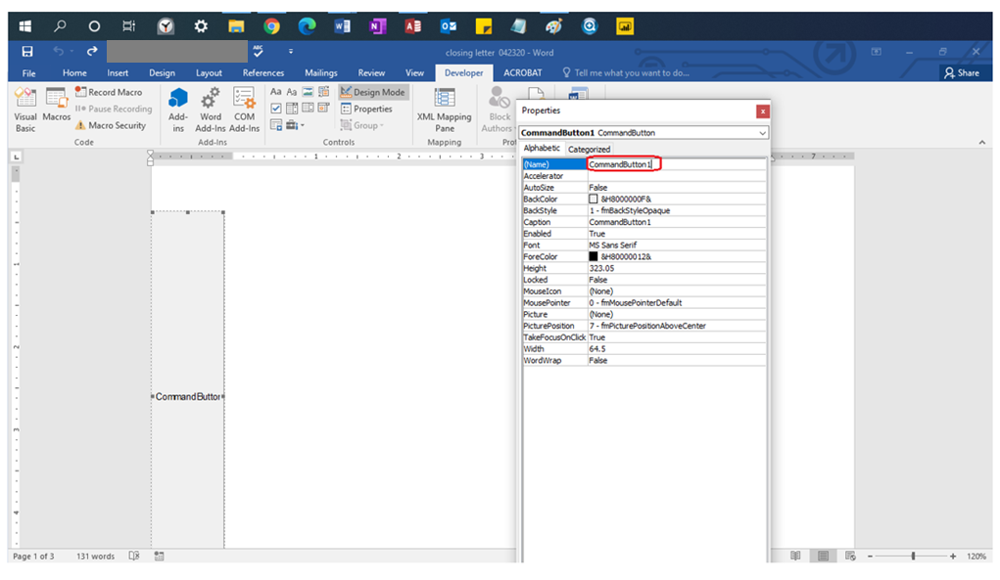 closing letter 042320 - Word
File Home Insert Design Layout References Mailings Review View Developer ACROBAT Tell me what you want to do... Share
Visual Basic
Macros
Record Macro
Pause Recording
Macro Security
Code
Add-ins
Word Add-Ins
COM Add-Ins
Add-Ins
Aa Aa
Design Mode
Properties
Group
Controls
XML Mapping Pane
Mapping
Block Authors
Properties
CommandButton1 CommandButton
Alphabetic Categorized
(Name) CommandButton1
Accelerator
AutoSize False
BackColor &H8000000F&
BackStyle 1 - fmBackStyleOpaque
Caption CommandButton1
Enabled True
Font MS Sans Serif
ForeColor &H80000012&
Height 323.05
Locked False
MouseIcon (None)
MousePointer 0 - fmMousePointerDefault
Picture (None)
PicturePosition 7 - fmPicturePositionAboveCenter
TakeFocusOnClick True
Width 64.5
WordWrap False
CommandButton
Page 1 of 3 131 words 120%